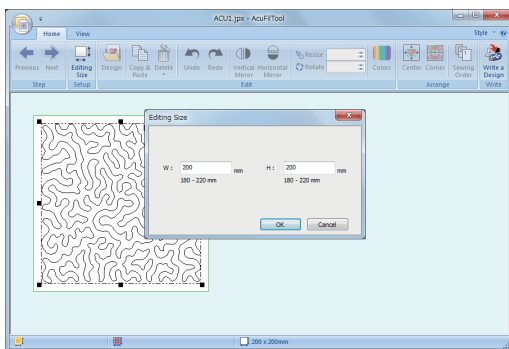 ACU1.jpx - AcuFilTool
Home View Style
Previous Next Editing Size Design Copy & Paste Delete Undo Redo Vertical Mirror Horizontal Mirror Resize Rotate Colors Center Corner Sewing Order Write a Design
Step Setup Edit Arrange Write
Editing Size
W : 200 mm H : 200 mm
180 - 220 mm 180 - 220 mm
OK Cancel
200 x 200mm